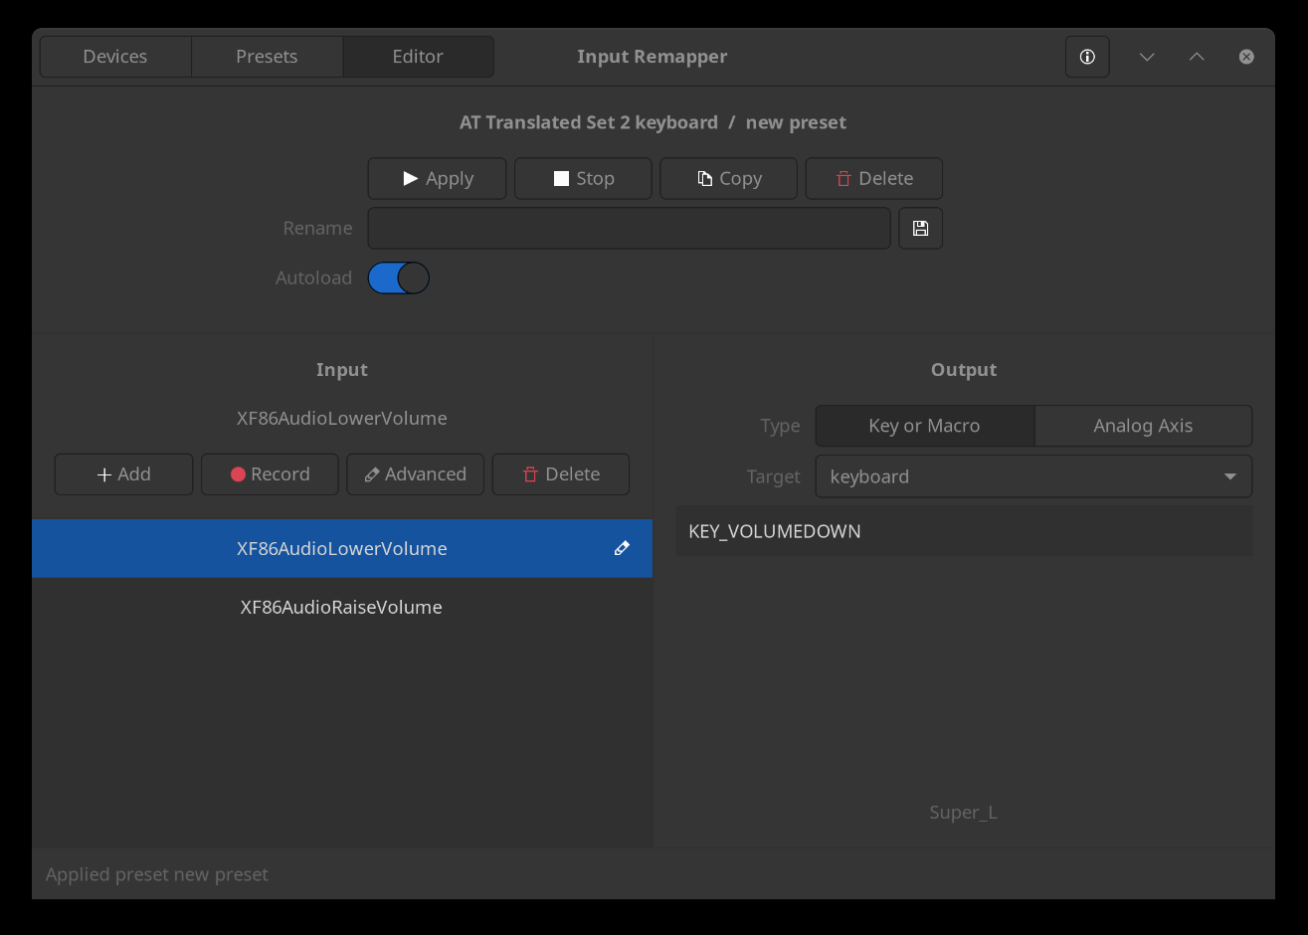 Devices Presets Editor Input Remapper
AT Translated Set 2 keyboard / new preset
Apply Stop Copy Delete
Rename
Autoload
Input
XF86AudioLowerVolume
Add Record Advanced Delete
XF86AudioLowerVolume
XF86AudioRaiseVolume
Output
Type Key or Macro Analog Axis
Target keyboard
KEY_VOLUMEDOWN
Super_L
Applied preset new preset